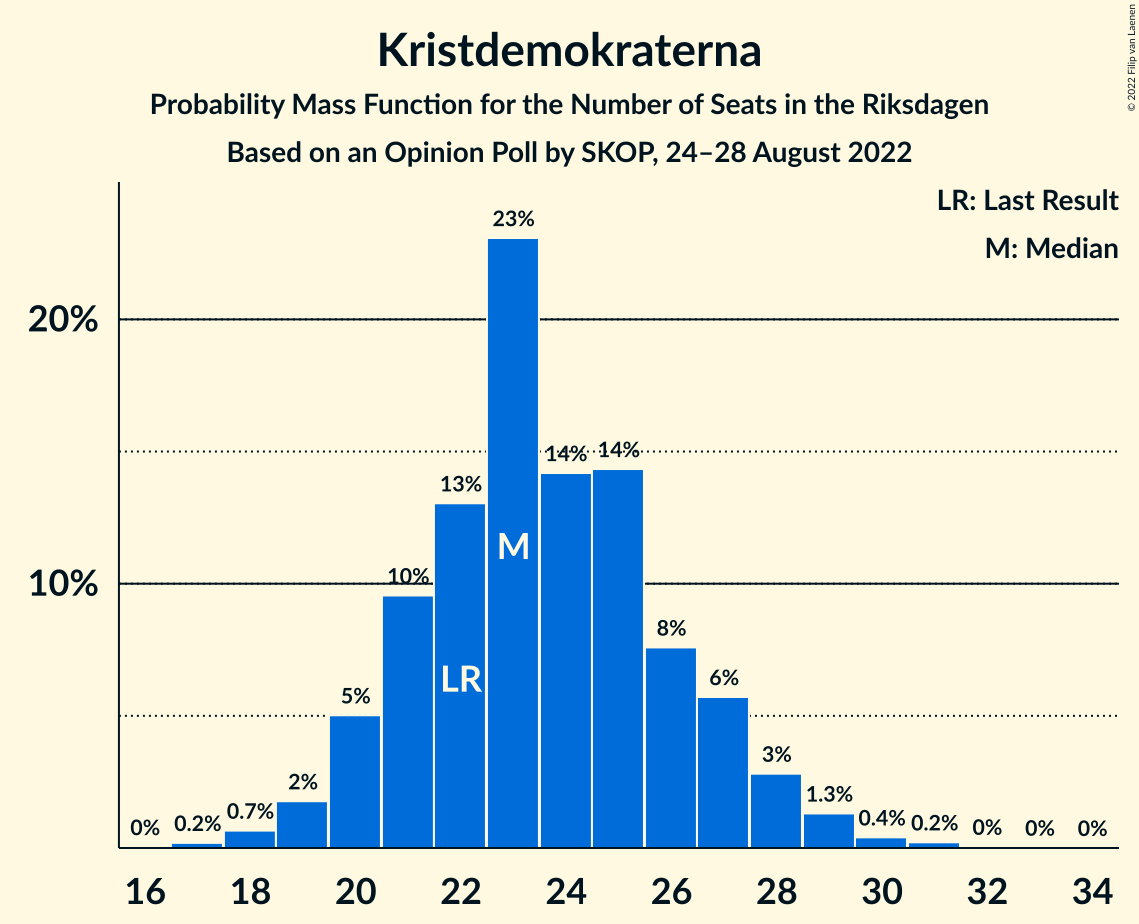 Kristdemokraterna
Probability Mass Function for the Number of Seats in the Riksdagen
Based on an Opinion Poll by SKOP, 24–28 August 2022
© 2022 Filip van Laenen
LR: Last Result
M: Median
20%
10%
0%
0.2%
0.7%
2%
5%
10%
13%
23%
14%
14%
8%
6%
3%
1.3%
0.4%
0.2%
0%
0%
0%
LR
M
16 18 20 22 24 26 28 30 32 34